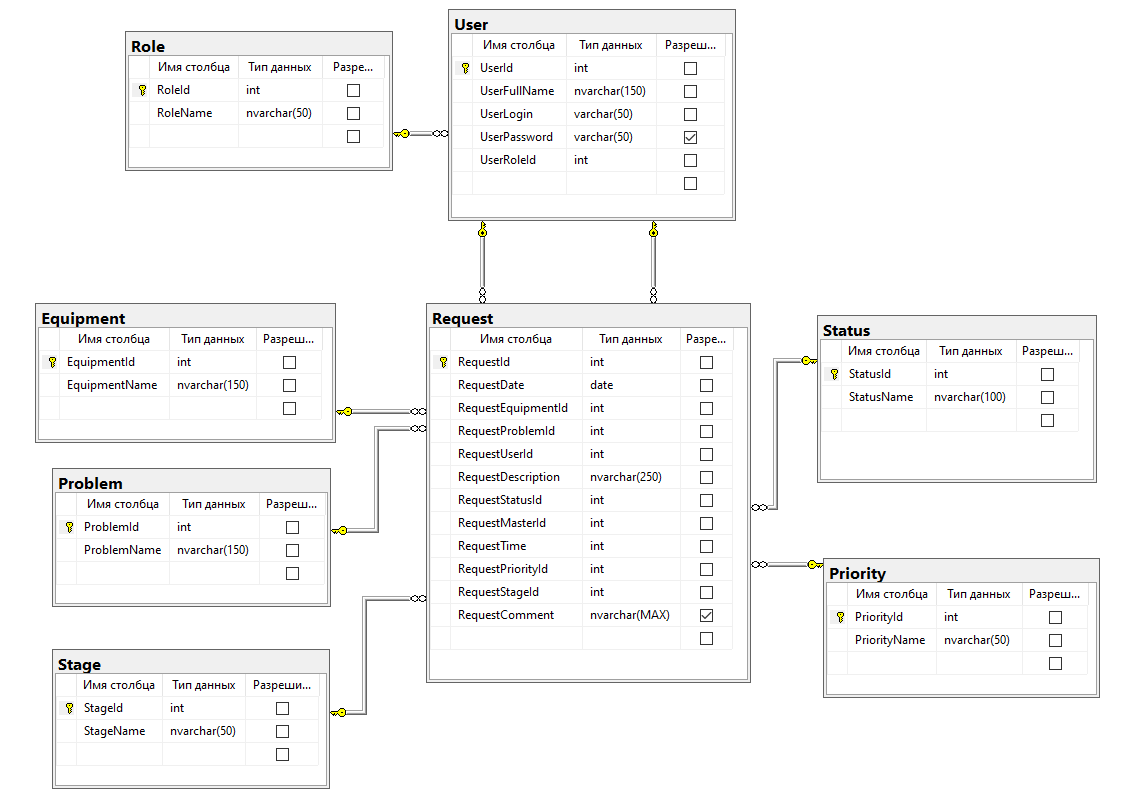 Role
Имя столбца Тип данных Разре...
RoleId int
RoleName nvarchar(50)
User
Имя столбца Тип данных Разреш...
UserId int
UserFullName nvarchar(150)
UserLogin varchar(50)
UserPassword varchar(50)
UserRoleId int
Equipment
Имя столбца Тип данных Разреш...
EquipmentId int
EquipmentName nvarchar(150)
Problem
Имя столбца Тип данных Разреш...
ProblemId int
ProblemName nvarchar(150)
Stage
Имя столбца Тип данных Разреши...
StageId int
StageName nvarchar(50)
Request
Имя столбца Тип данных Разре...
RequestId int
RequestDate date
RequestEquipmentId int
RequestProblemId int
RequestUserId int
RequestDescription nvarchar(250)
RequestStatusId int
RequestMasterId int
RequestTime int
RequestPriorityId int
RequestStageId int
RequestComment nvarchar(MAX)
Status
Имя столбца Тип данных Разреш...
StatusId int
StatusName nvarchar(100)
Priority
Имя столбца Тип данных Разреш...
PriorityId int
PriorityName nvarchar(50)